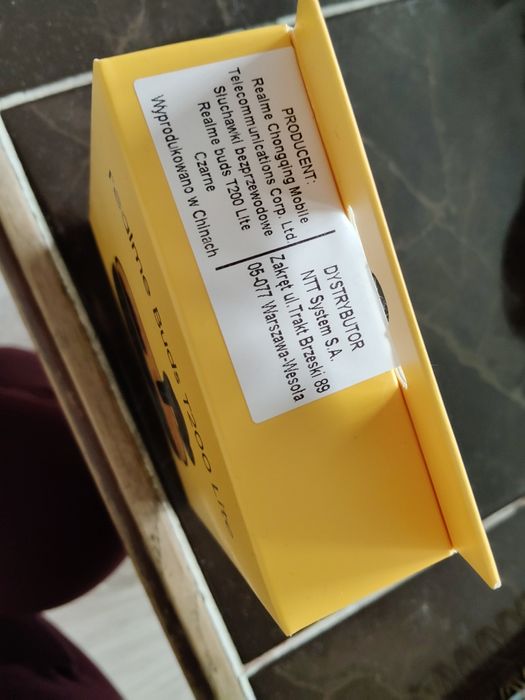 PRODUCENT:
Realme Chongqing Mobile
Telecommunications Corp. Ltd
Słuchawki bezprzewodowe
Realme buds T200 Lite
Czarne
Wyprodukowano w Chinach
DYSTRYBUTOR
NTT System S.A.
Zakręt ul.Trakt Brzeski 89
05-077 Warszawa-Wesoła
realme Buds T200 Lite